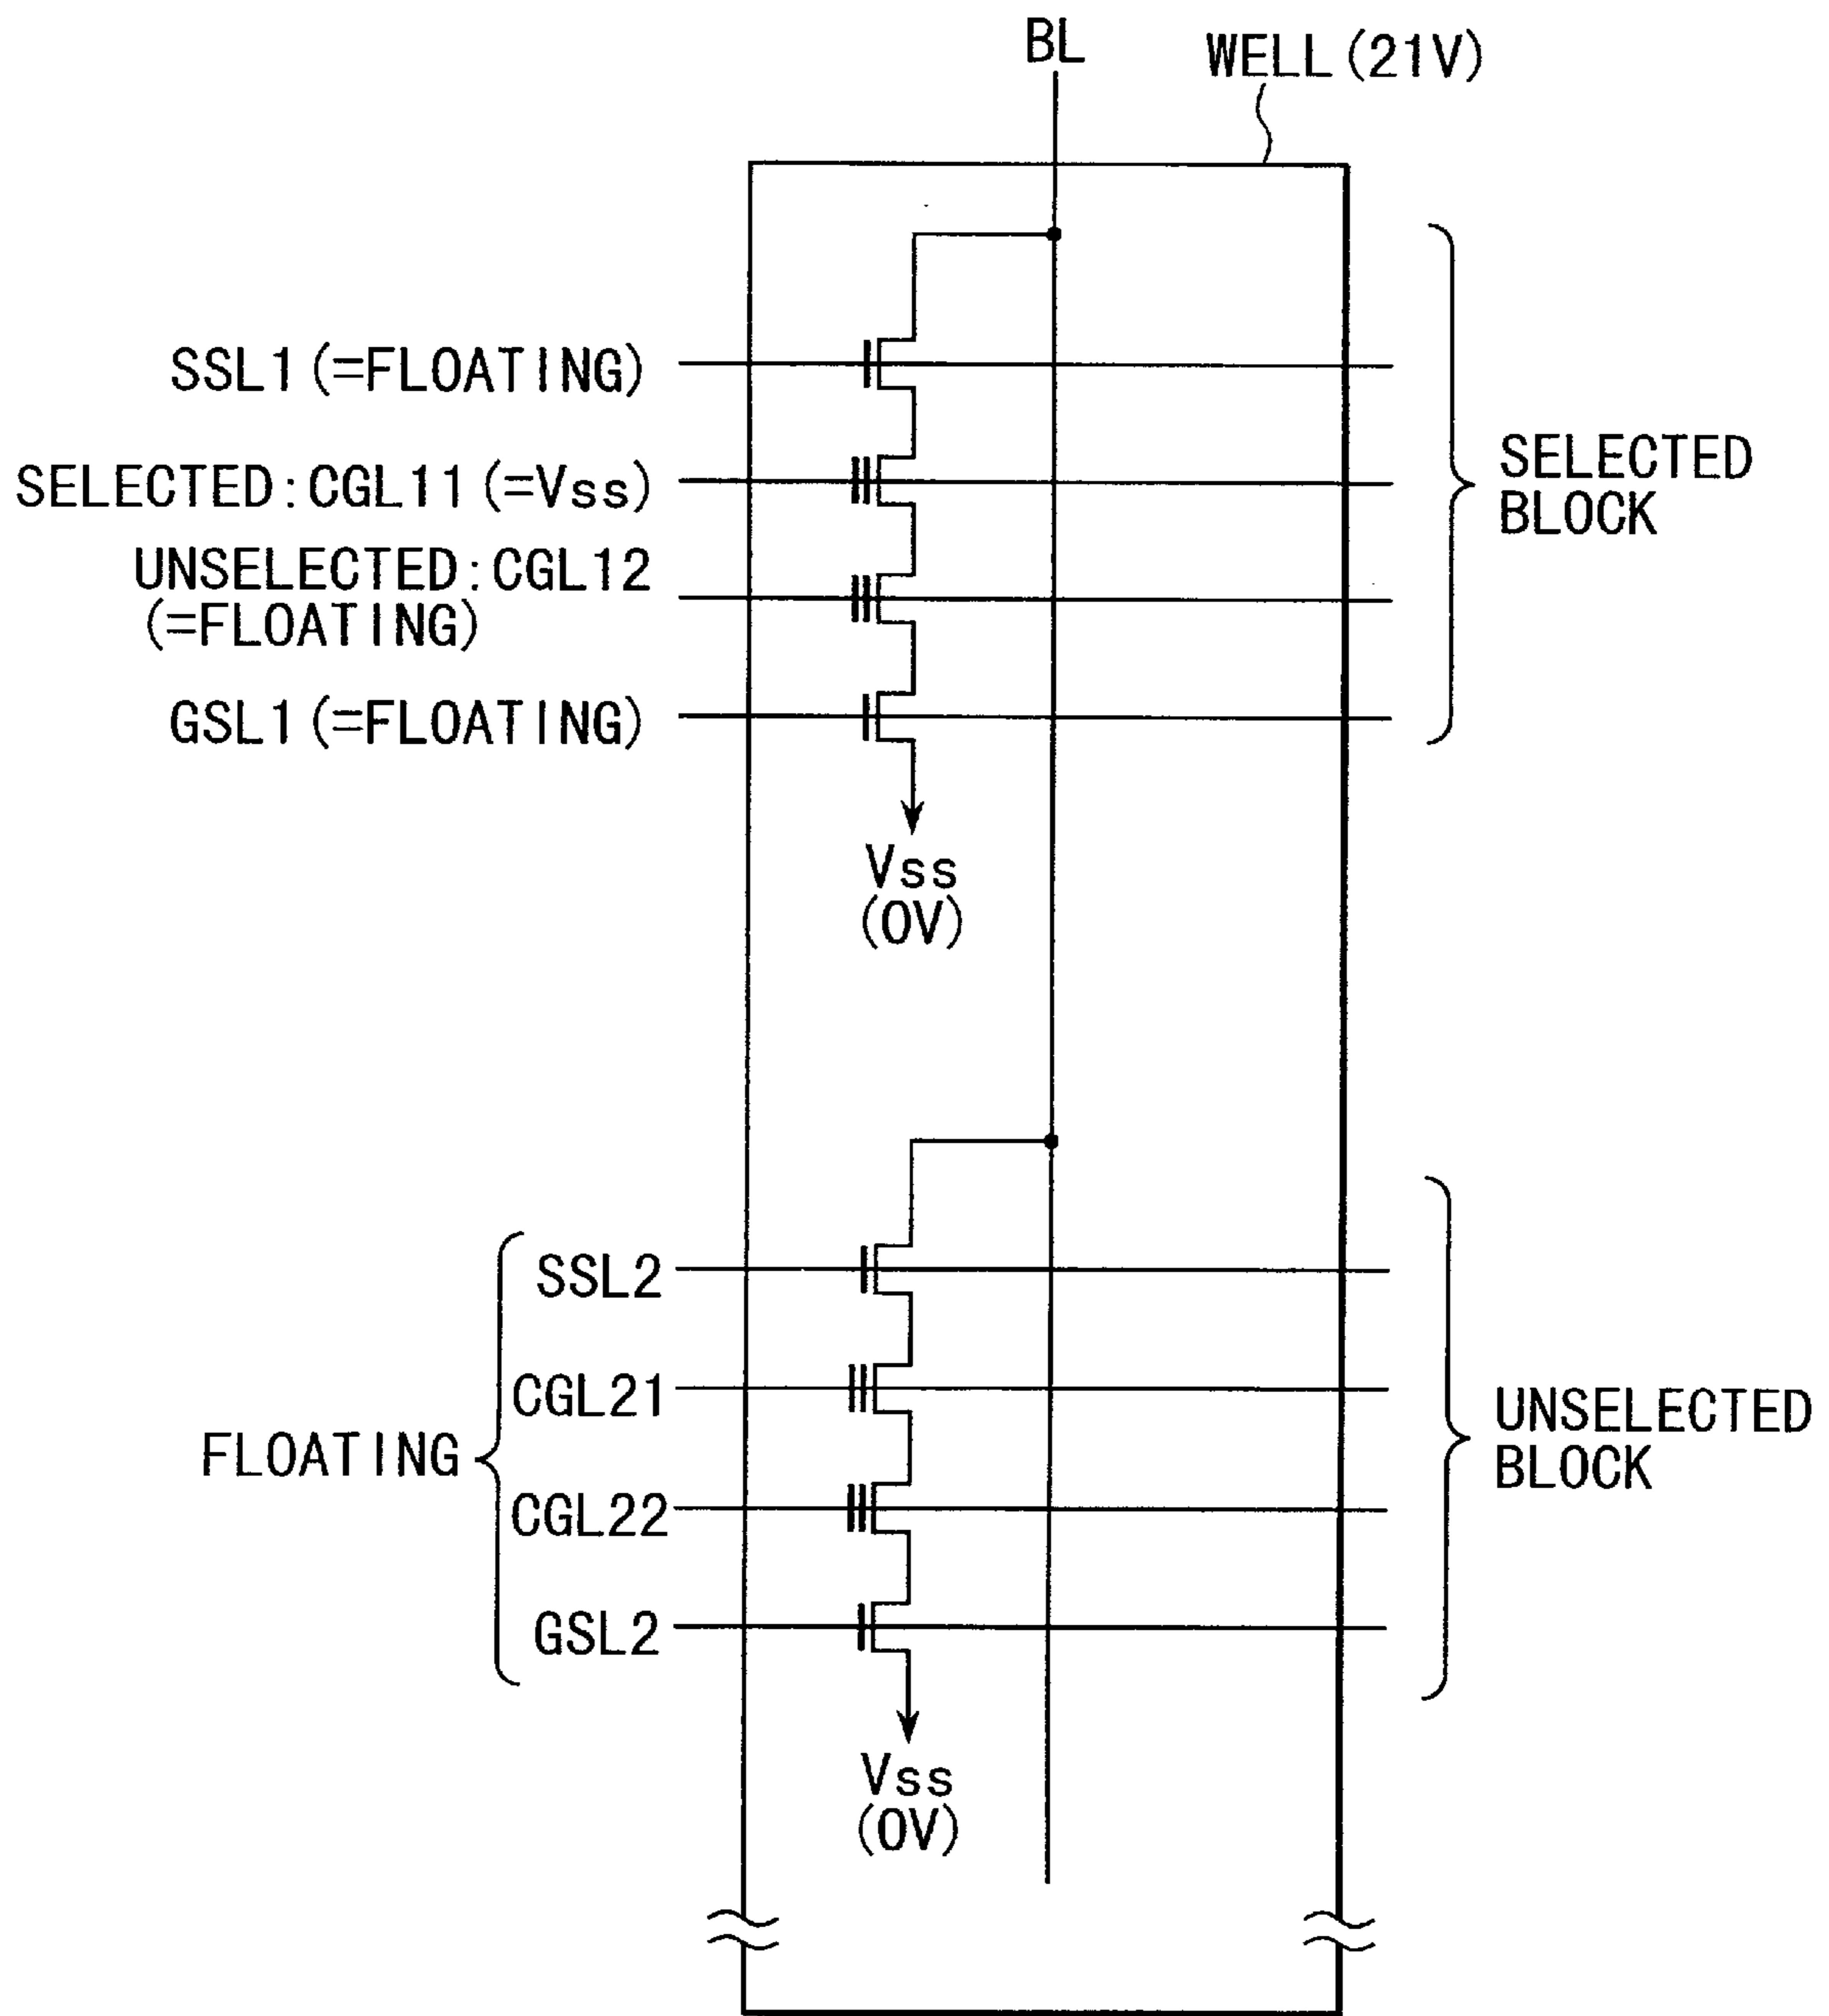 BL
WELL(21V)
SSL1(=FLOATING)
SELECTED:CGL11(=Vss)
UNSELECTED:CGL12
(=FLOATING)
GSL1(=FLOATING)
SELECTED
BLOCK
Vss
(0V)
SSL2
CGL21
FLOATING
CGL22
GSL2
UNSELECTED
BLOCK
Vss
(0V)